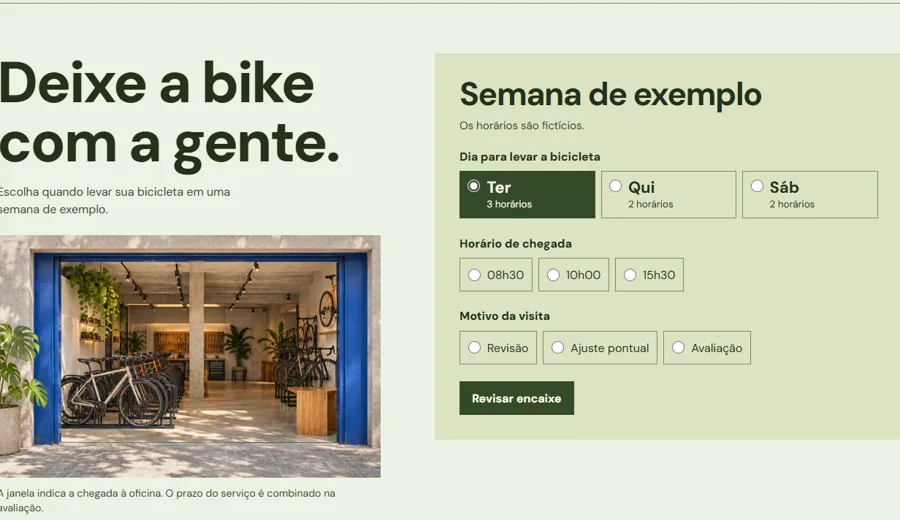 Deixe a bike
com a gente.
Escolha quando levar sua bicicleta em uma
semana de exemplo.
A janela indica a chegada à oficina. O prazo do serviço é combinado na
avaliação.
Semana de exemplo
Os horários são fictícios.
Dia para levar a bicicleta
Ter
3 horários
Qui
2 horários
Sáb
2 horários
Horário de chegada
08h30
10h00
15h30
Motivo da visita
Revisão
Ajuste pontual
Avaliação
Revisar encaixe